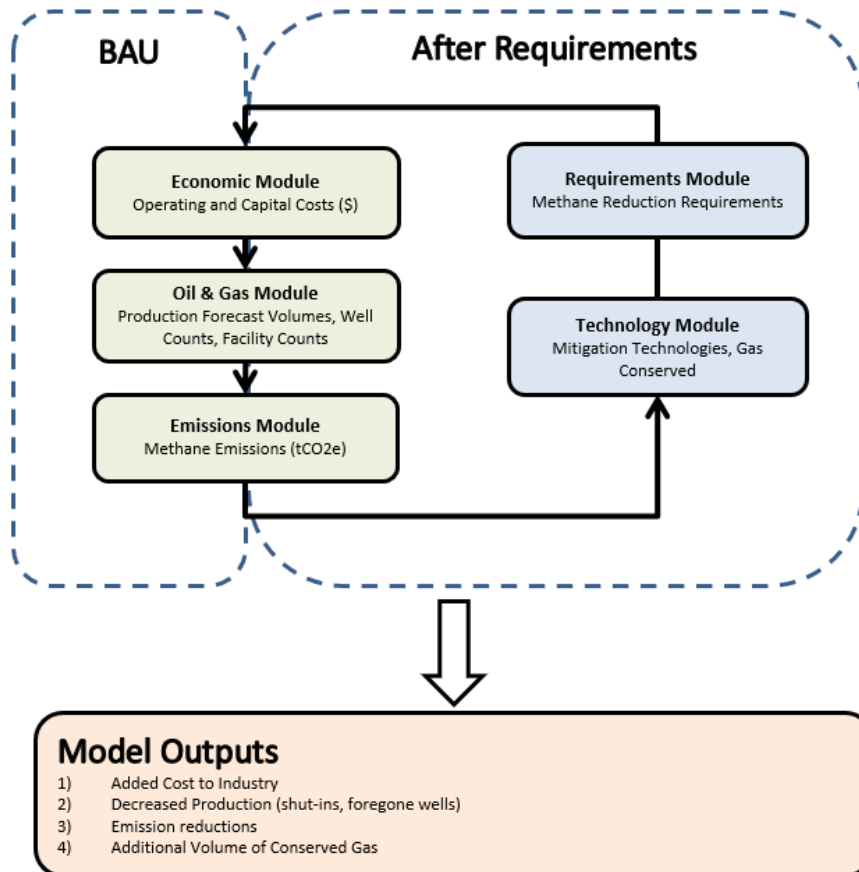 BAU
After Requirements
Economic Module
Operating and Capital Costs ($)
Requirements Module
Methane Reduction Requirements
Oil & Gas Module
Production Forecast Volumes, Well
Counts, Facility Counts
Technology Module
Mitigation Technologies, Gas
Conserved
Emissions Module
Methane Emissions (tCO2e)
Model Outputs
1) Added Cost to Industry
2) Decreased Production (shut-ins, foregone wells)
3) Emission reductions
4) Additional Volume of Conserved Gas